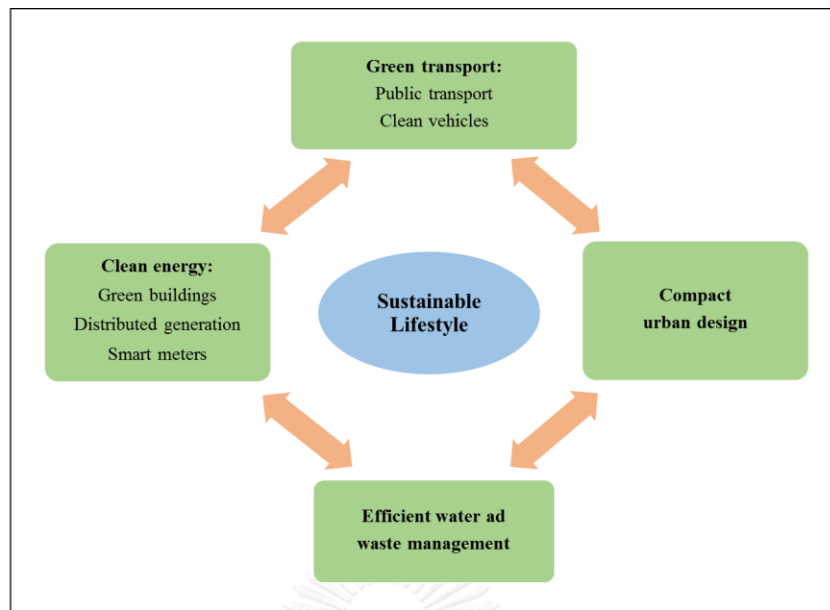 Green transport:
Public transport
Clean vehicles
Clean energy:
Green buildings
Distributed generation
Smart meters
Sustainable
Lifestyle
Compact
urban design
Efficient water ad
waste management